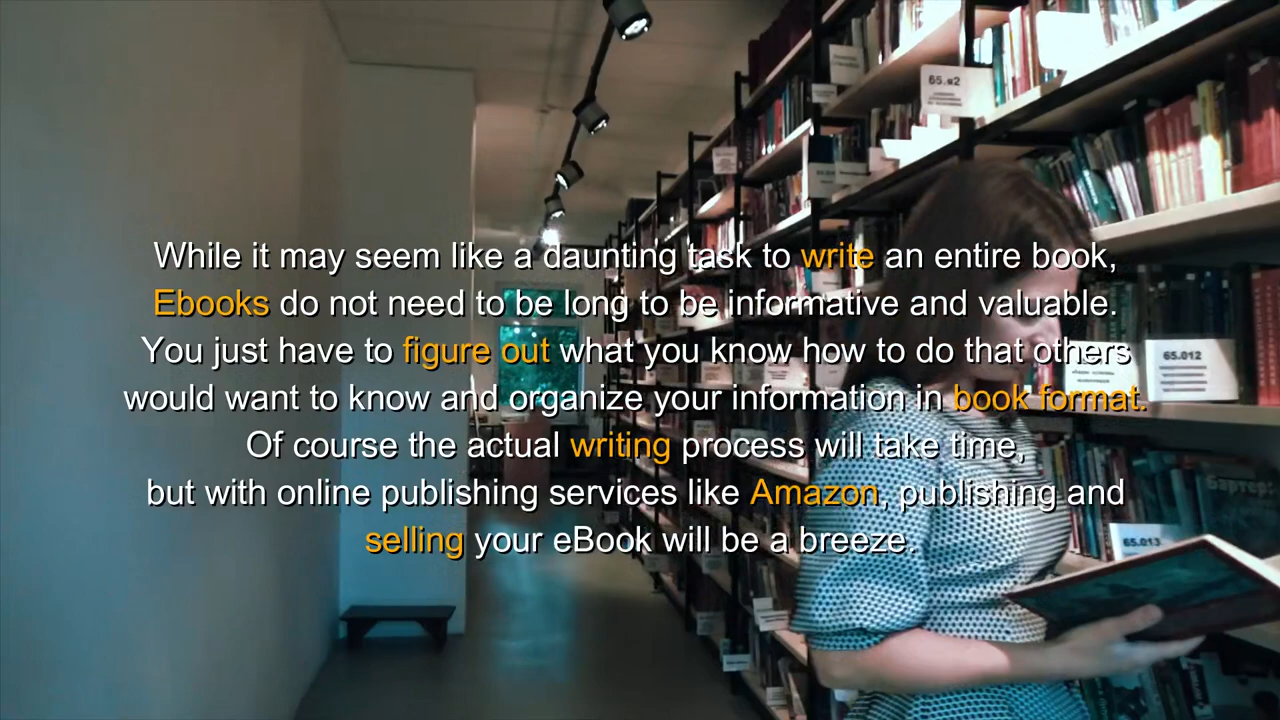 65.я2
While it may seem like a daunting task to write an entire book,
Ebooks do not need to be long to be informative and valuable.
You just have to figure out what you know how to do that others
65.012
would want to know and organize your information in book format.
Of course the actual writing process will take time,
but with online publishing services like Amazon, publishing and
Бартер:
selling your eBook will be a breeze.
65.013